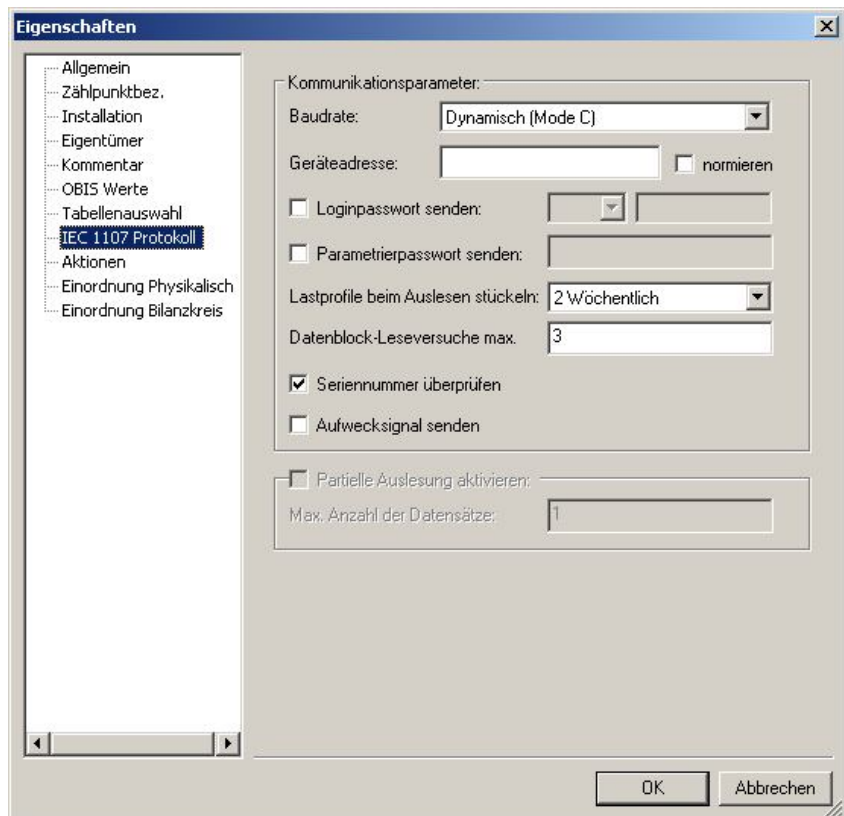 Eigenschaften
Allgemein
Zählpunktbez.
Installation
Eigentümer
Kommentar
OBIS Werte
Tabellenauswahl
IEC 1107 Protokoll
Aktionen
Einordnung Physikalisch
Einordnung Bilanzkreis
Kommunikationsparameter:
Baudrate: Dynamisch (Mode C)
Geräteadresse: normieren
Loginpasswort senden:
Parametrierpasswort senden:
Lastprofile beim Auslesen stückeln: 2 Wöchentlich
Datenblock-Leseversuche max. 3
Seriennummer überprüfen
Aufwecksignal senden
Partielle Auslesung aktivieren:
Max. Anzahl der Datensätze: 1
OK Abbrechen